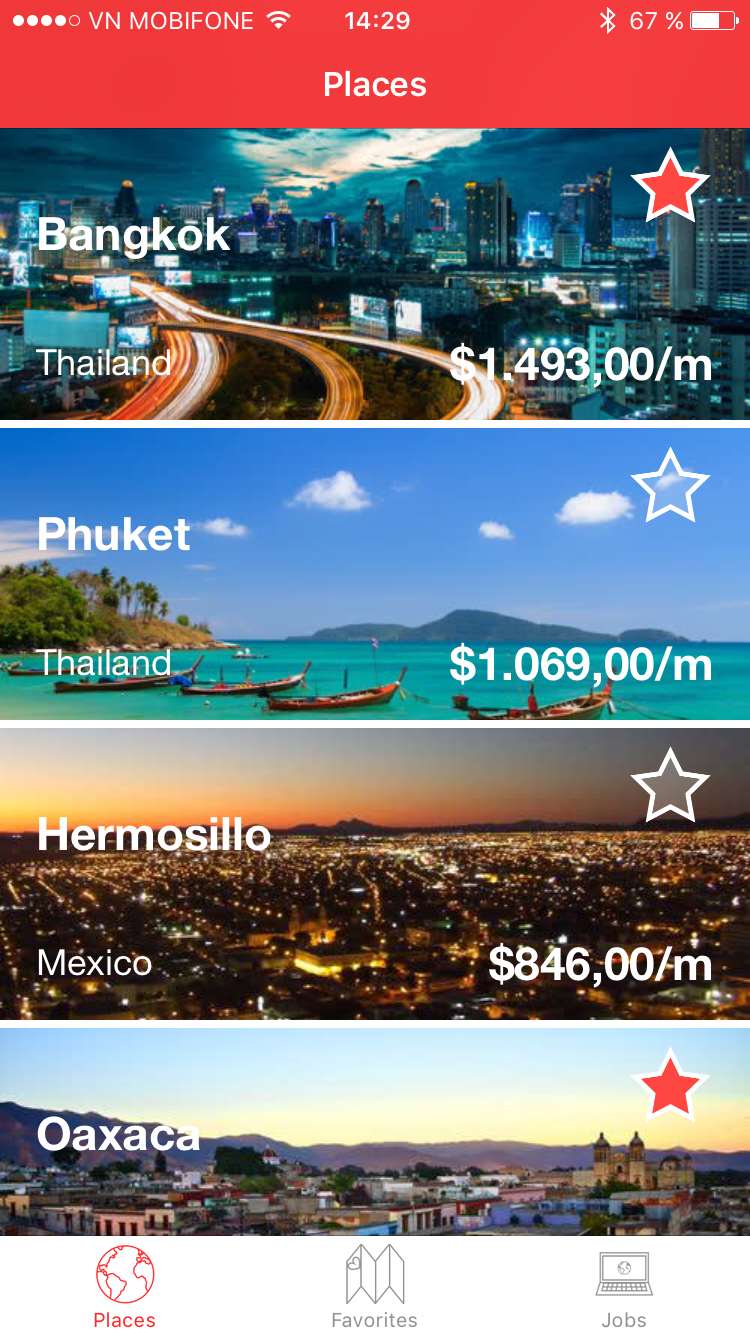 VN MOBIFONE 14:29 67 %
Places
Bangkok
Thailand $1.493,00/m
Phuket
Thailand $1.069,00/m
Hermosillo
Mexico $846,00/m
Oaxaca
Places Favorites Jobs